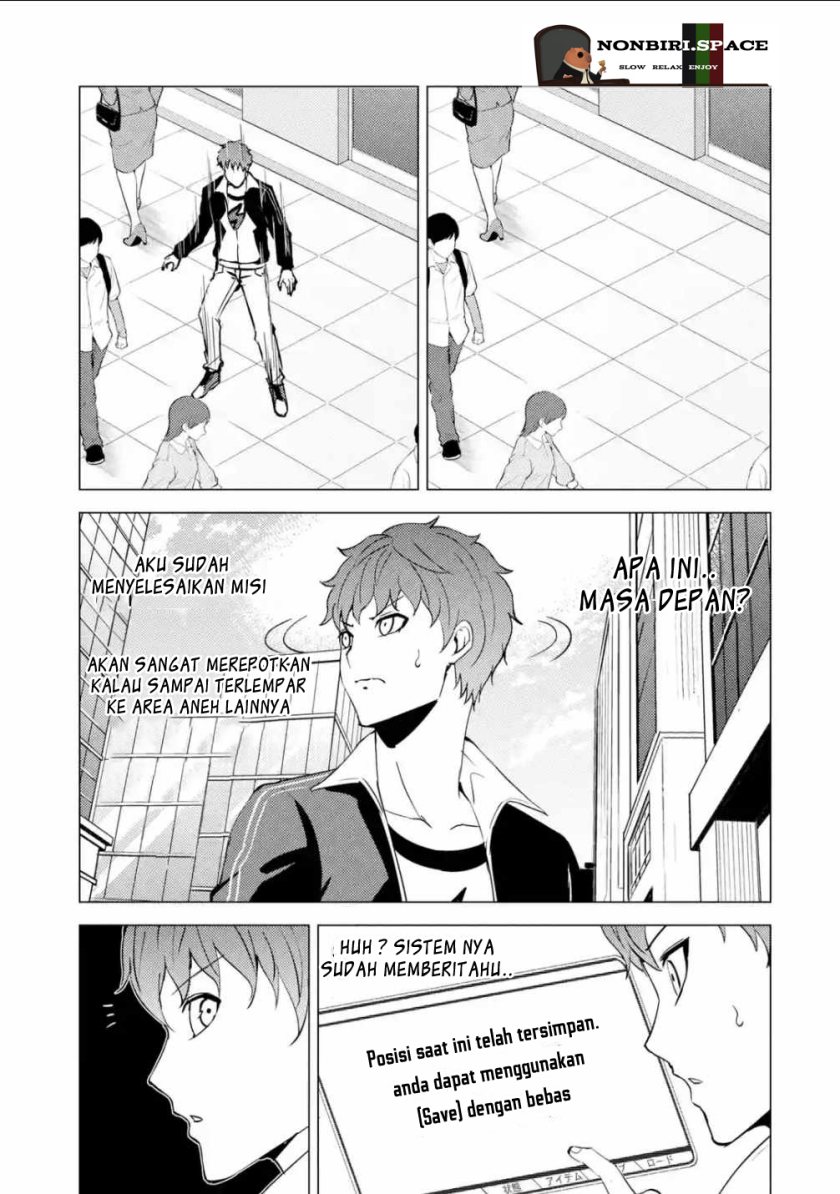 NONBIRI.SPACE
SLOW RELAX ENJOY
APA INI..
MASA DEPAN?
AKU SUDAH
MENYELESAIKAN MISI
AKAN SANGAT MEREPOTKAN
KALAU SAMPAI TERLEMPAR
KE AREA ANEH LAINNYA
HUH ? SISTEM NYA
SUDAH MEMBERITAHU..
Posisi saat ini telah tersimpan.
anda dapat menggunakan
(Save) dengan bebas
状態 アイテム ロード